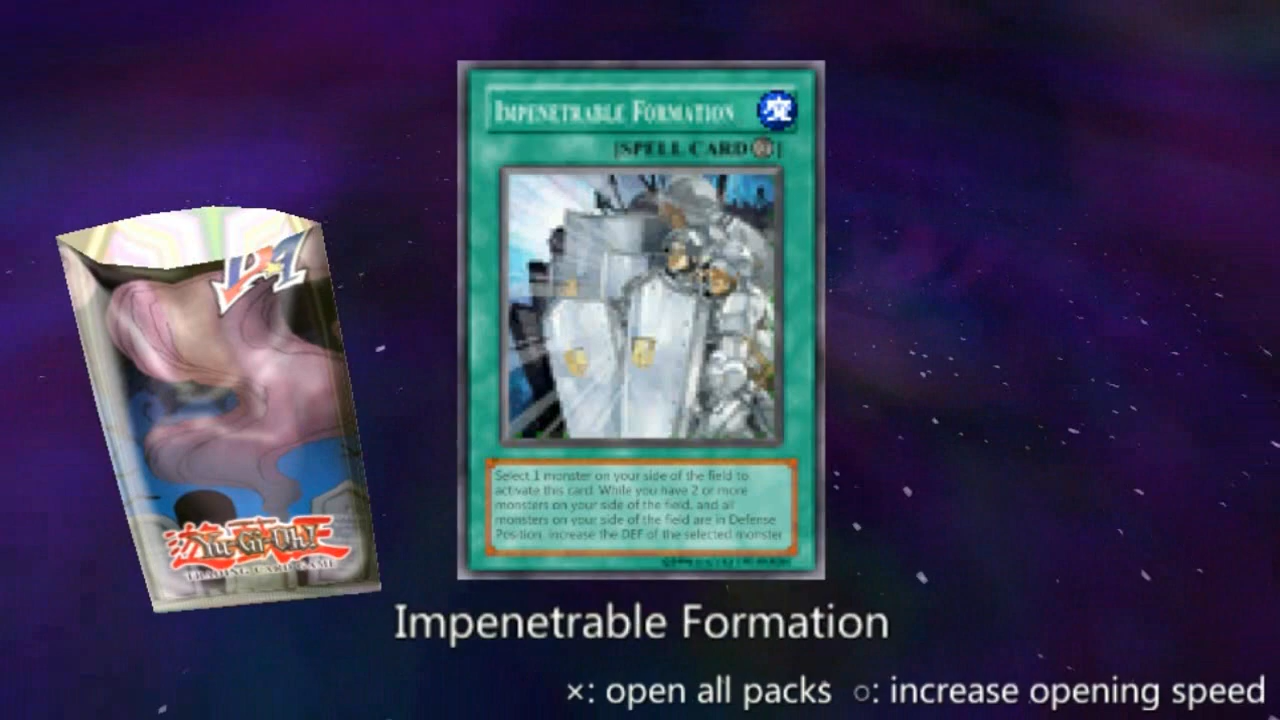 IMPENETRABLE FORMATION
[SPELL CARD]
Select 1 monster on your side of the field to
activate this card. While you have 2 or more
monsters on your side of the field, and all
monsters on your side of the field are in Defense
Position, increase the DEF of the selected monster
Yu-Gi-Oh!
TRADING CARD GAME
Impenetrable Formation
×: open all packs ○: increase opening speed